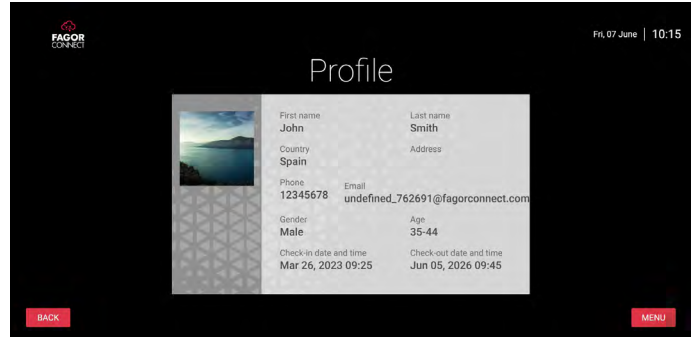 FAGOR
CONNECT
Fri, 07 June | 10:15
Profile
First name
Last name
John
Smith
Country
Address
Spain
Phone
Email
12345678
undefined_762691@fagorconnect.com
Gender
Age
Male
35-44
Check-in date and time
Check-out date and time
Mar 26, 2023 09:25
Jun 05, 2026 09:45
BACK
MENU